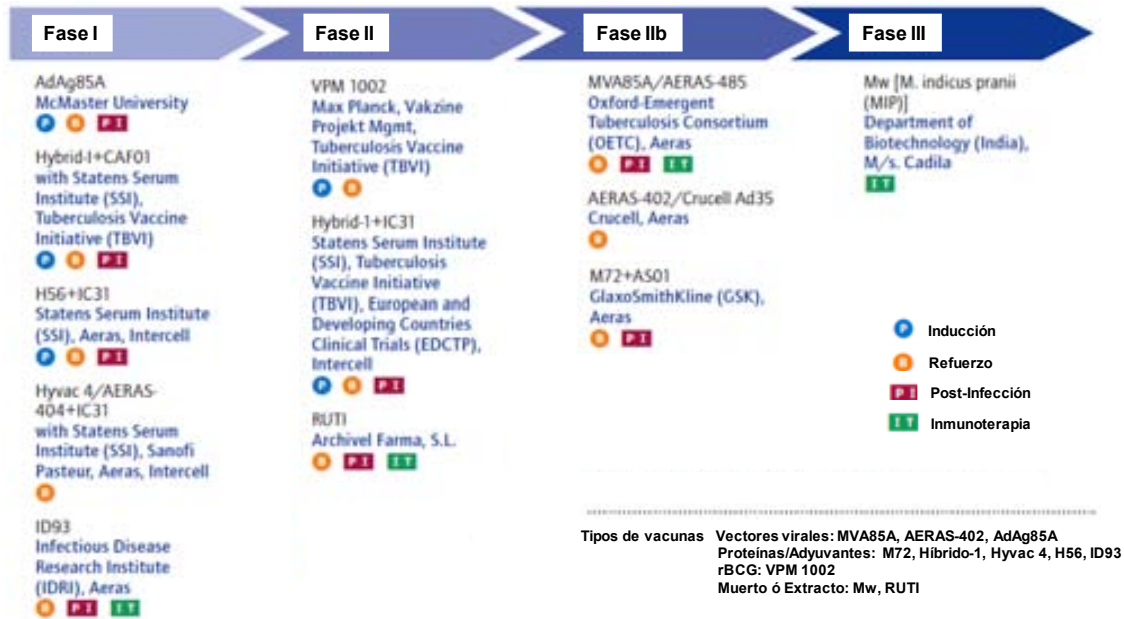 Fase I
Fase II
Fase IIb
Fase III
AdAg85A
McMaster University
P B PI
Hybrid-I+CAF01
with Statens Serum
Institute (SSI),
Tuberculosis Vaccine
Initiative (TBVI)
P B PI
H56+IC31
Statens Serum Institute
(SSI), Aeras, Intercell
P B PI
Hyvac 4/AERAS-
404+IC31
with Statens Serum
Institute (SSI), Sanofi
Pasteur, Aeras, Intercell
B
ID93
Infectious Disease
Research Institute
(IDRI), Aeras
B PI IT
VPM 1002
Max Planck, Vakzine
Projekt Mgmt,
Tuberculosis Vaccine
Initiative (TBVI)
P B
Hybrid-1+IC31
Statens Serum Institute
(SSI), Tuberculosis
Vaccine Initiative
(TBVI), European and
Developing Countries
Clinical Trials (EDCTP),
Intercell
P B PI
RUTI
Archivel Farma, S.L.
B PI IT
MVA85A/AERAS-485
Oxford-Emergent
Tuberculosis Consortium
(OETC), Aeras
B PI IT
AERAS-402/Crucell Ad35
Crucell, Aeras
B
M72+AS01
GlaxoSmithKline (GSK),
Aeras
B PI
Mw [M. indicus pranii
(MIP)]
Department of
Biotechnology (India),
M/s. Cadila
IT
P Inducción
B Refuerzo
PI Post-Infección
IT Inmunoterapia
Tipos de vacunas Vectores virales: MVA85A, AERAS-402, AdAg85A
Proteínas/Adyuvantes: M72, Híbrido-1, Hyvac 4, H56, ID93
rBCG: VPM 1002
Muerto ó Extracto: Mw, RUTI